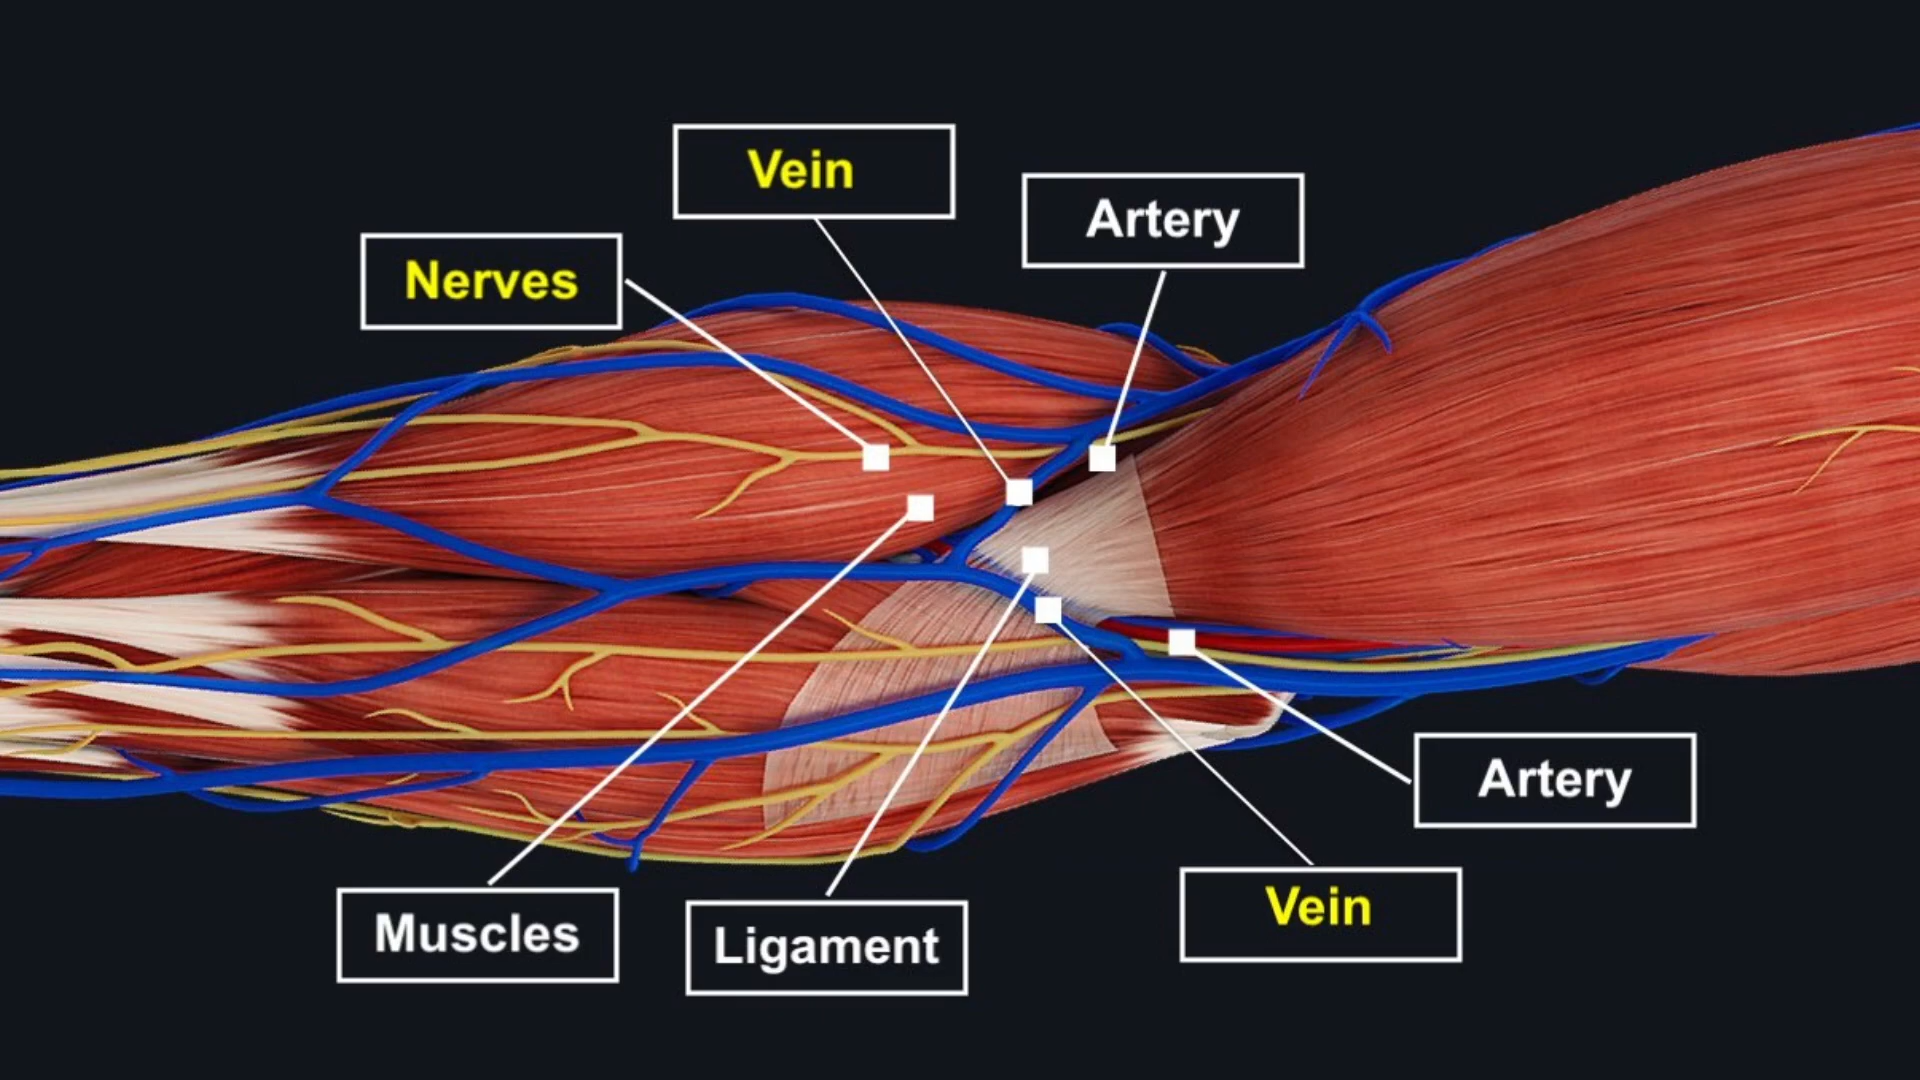 Vein
Artery
Nerves
Artery
Vein
Muscles
Ligament